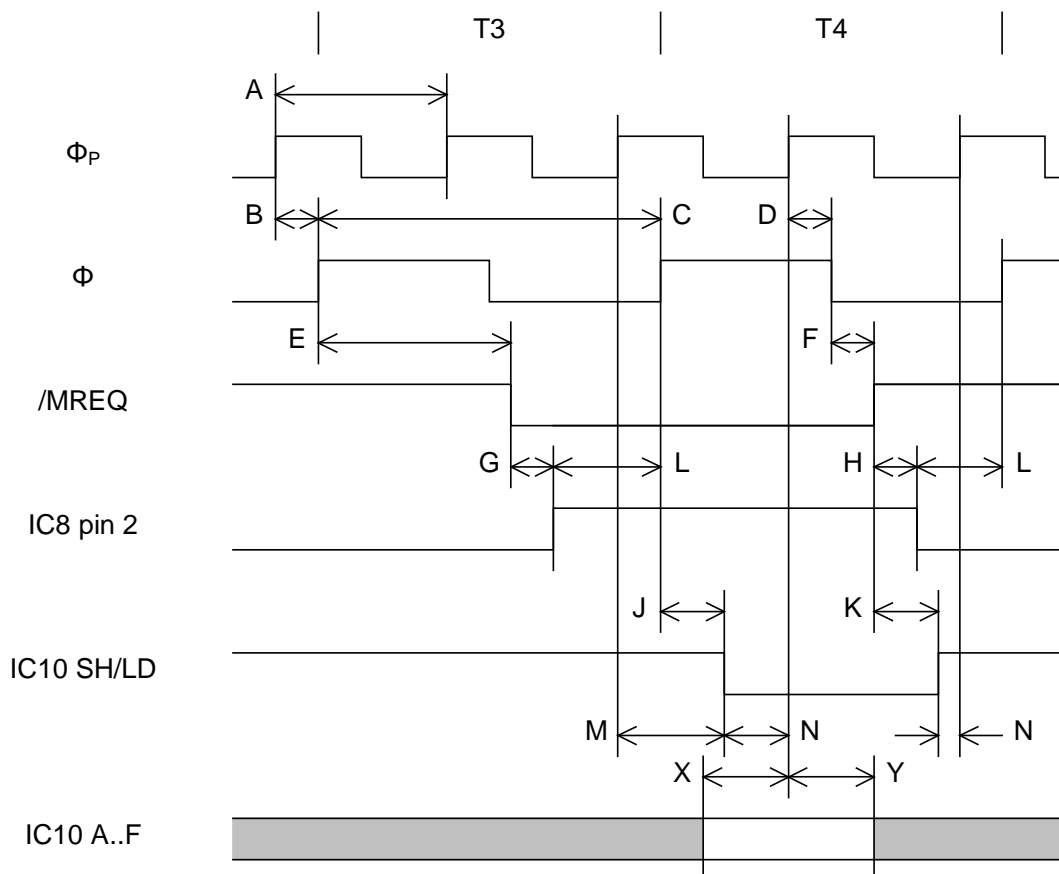 T3 T4
A
ΦP
B C D
Φ
E F
/MREQ
G L H L
IC8 pin 2
J K
IC10 SH/LD
M N N
X Y
IC10 A..F